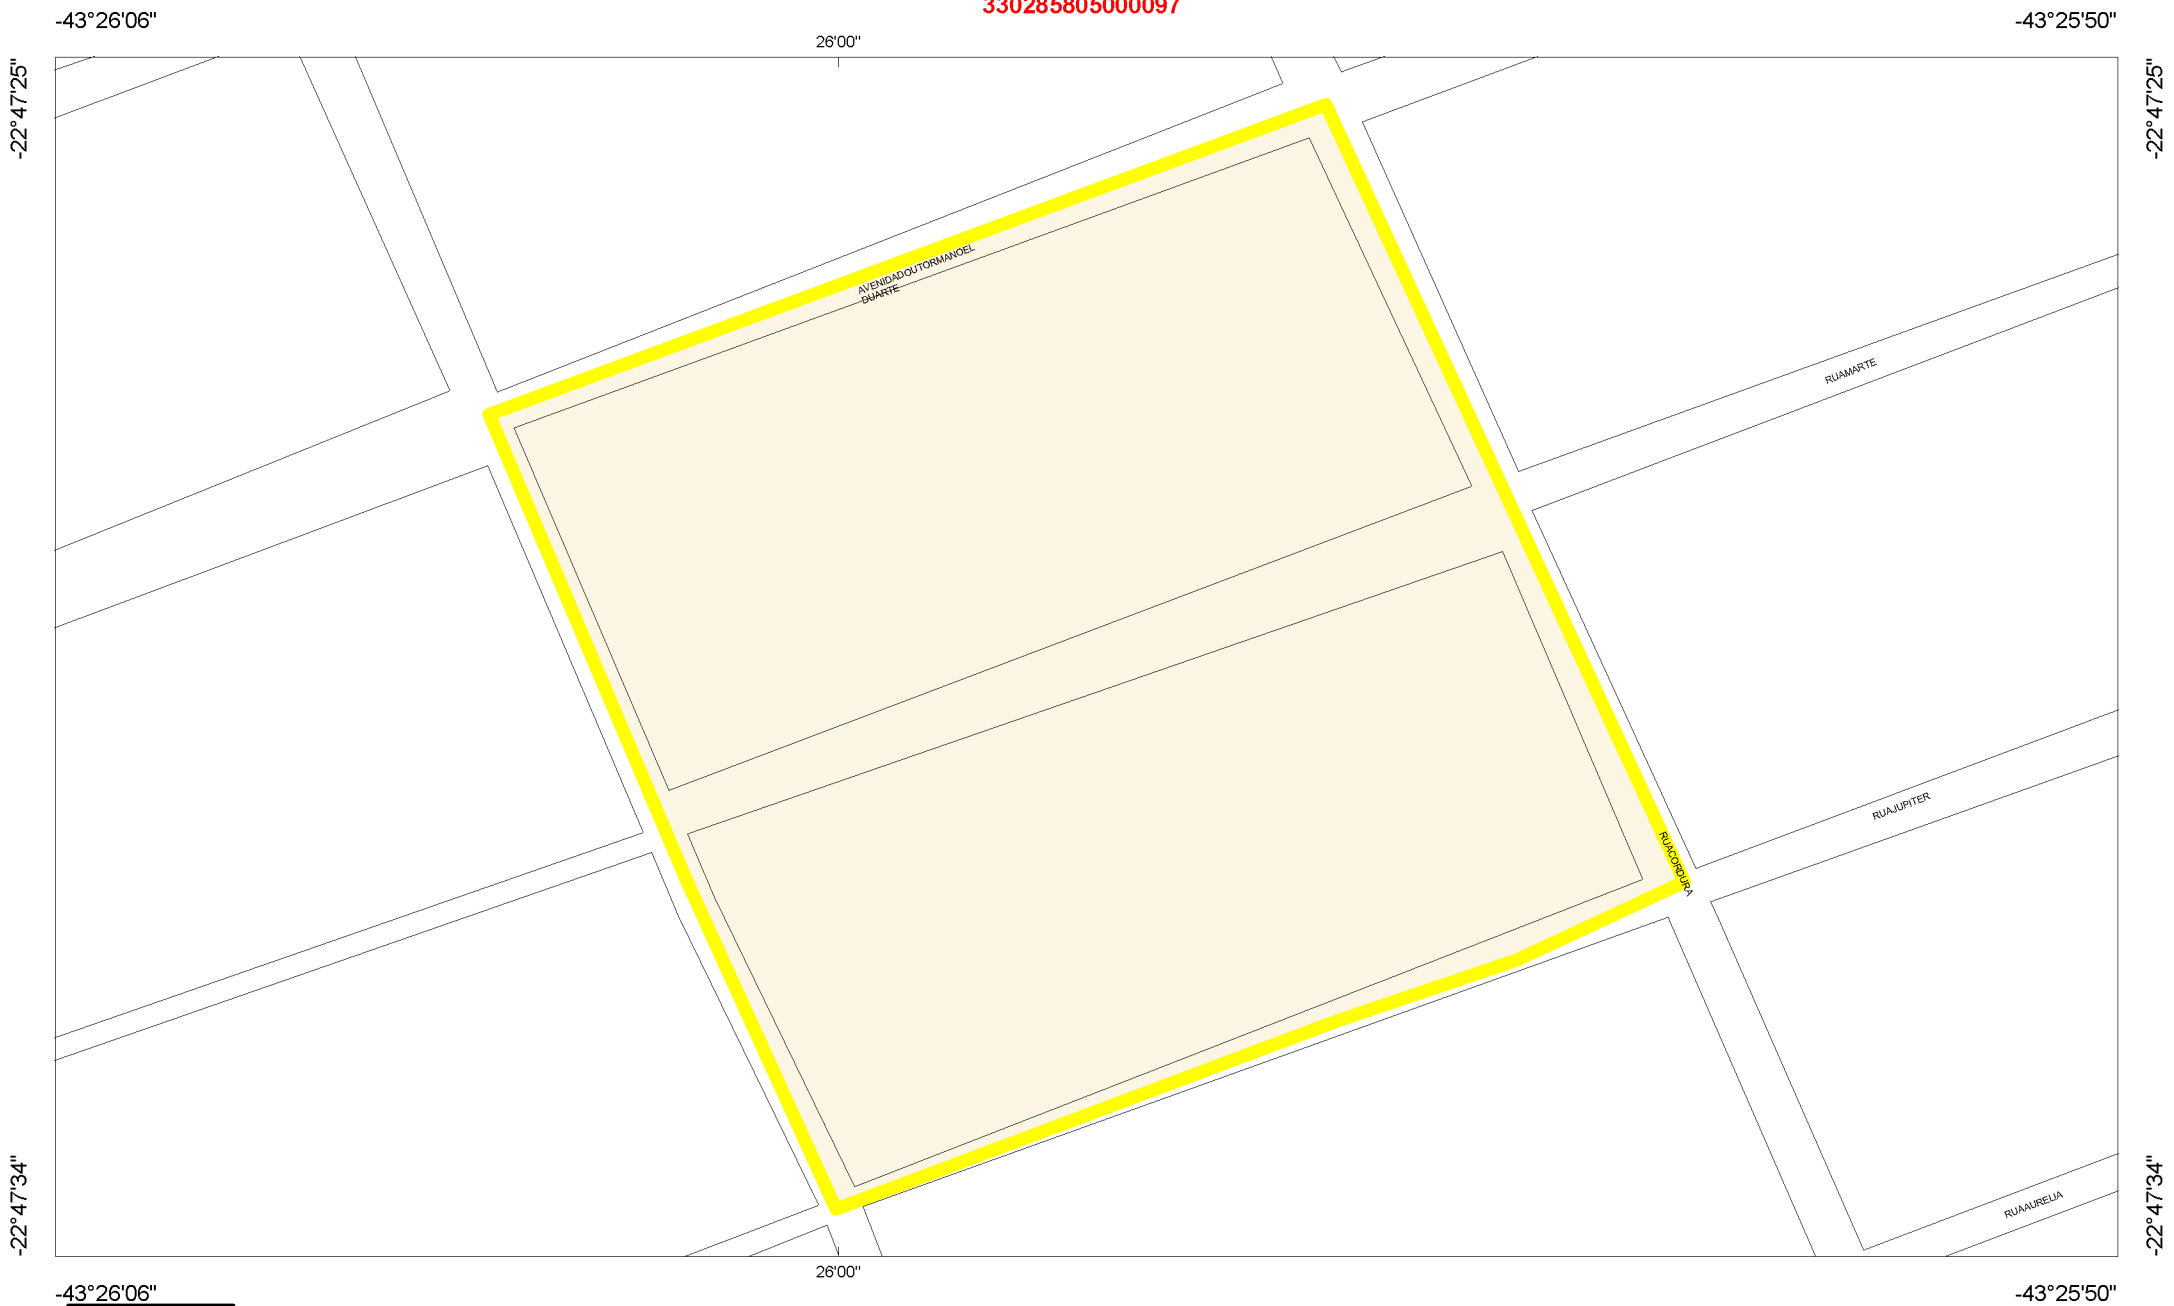 330285805000097
-43°26'06"
-43°25'50"
26'00"
-22°47'25"
-22°47'25"
AVENIDADOUTORMANOEL
DUARTE
RUAMARTE
RUAJUPITER
RUACORDURA
RUAAURELIA
-22°47'34"
-22°47'34"
26'00"
-43°26'06"
-43°25'50"